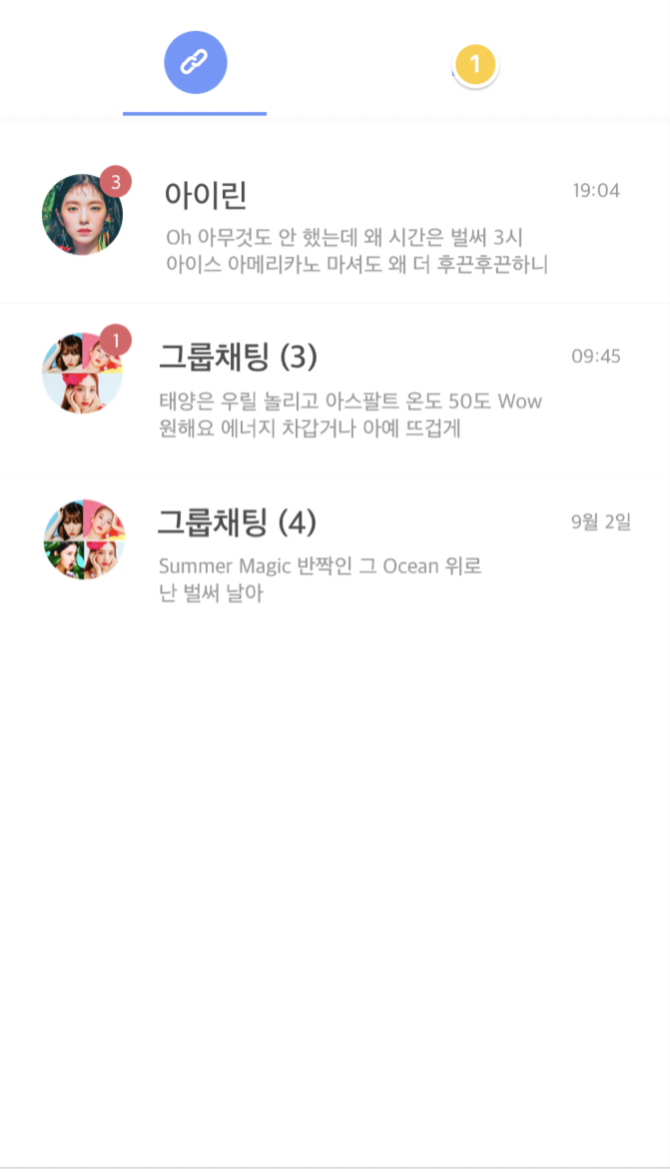 1
3
아이린
19:04
Oh 아무것도 안 했는데 왜 시간은 벌써 3시
아이스 아메리카노 마셔도 왜 더 후끈후끈하니
1
그룹채팅 (3)
09:45
태양은 우릴 놀리고 아스팔트 온도 50도 Wow
원해요 에너지 차갑거나 아예 뜨겁게
그룹채팅 (4)
9월 2일
Summer Magic 반짝인 그 Ocean 위로
난 벌써 날아